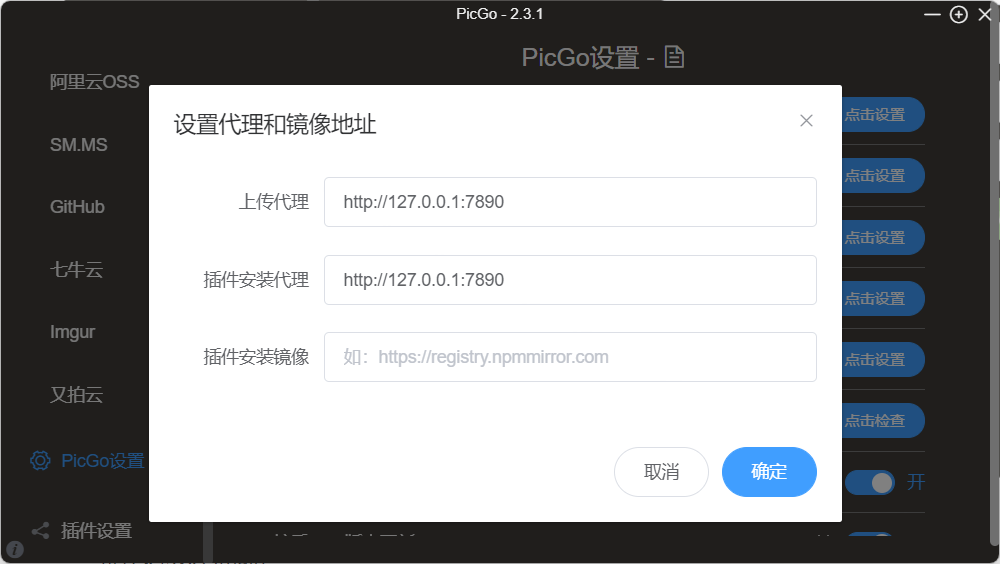 PicGo - 2.3.1
PicGo设置 -
阿里云OSS
SM.MS
GitHub
七牛云
Imgur
又拍云
PicGo设置
插件设置
设置代理和镜像地址
上传代理
http://127.0.0.1:7890
插件安装代理
http://127.0.0.1:7890
插件安装镜像
如：https://registry.npmmirror.com
取消
确定
点击设置
点击设置
点击设置
点击设置
点击设置
点击检查
开